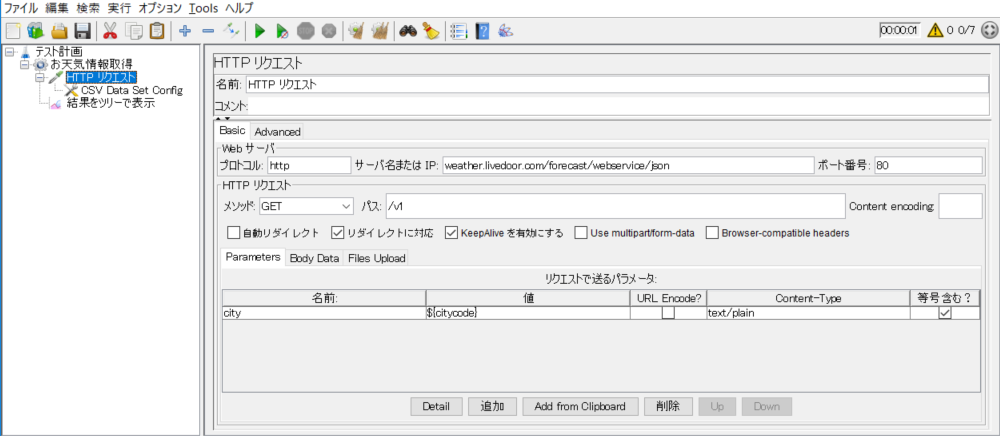 ファイル 編集 検索 実行 オプション Tools ヘルプ
00:00:01 0 0/7
テスト計画
お天気情報取得
HTTP リクエスト
CSV Data Set Config
結果をツリーで表示
HTTP リクエスト
名前: HTTP リクエスト
コメント:
Basic Advanced
Web サーバ
プロトコル: http サーバ名または IP: weather.livedoor.com/forecast/webservice/json ポート番号: 80
HTTP リクエスト
メソッド: GET パス: /v1 Content encoding:
自動リダイレクト リダイレクトに対応 KeepAlive を有効にする Use multipart/form-data Browser-compatible headers
Parameters Body Data Files Upload
リクエストで送るパラメータ:
名前: 値 URL Encode? Content-Type 等号含む?
city ${citycode} text/plain
Detail 追加 Add from Clipboard 削除 Up Down